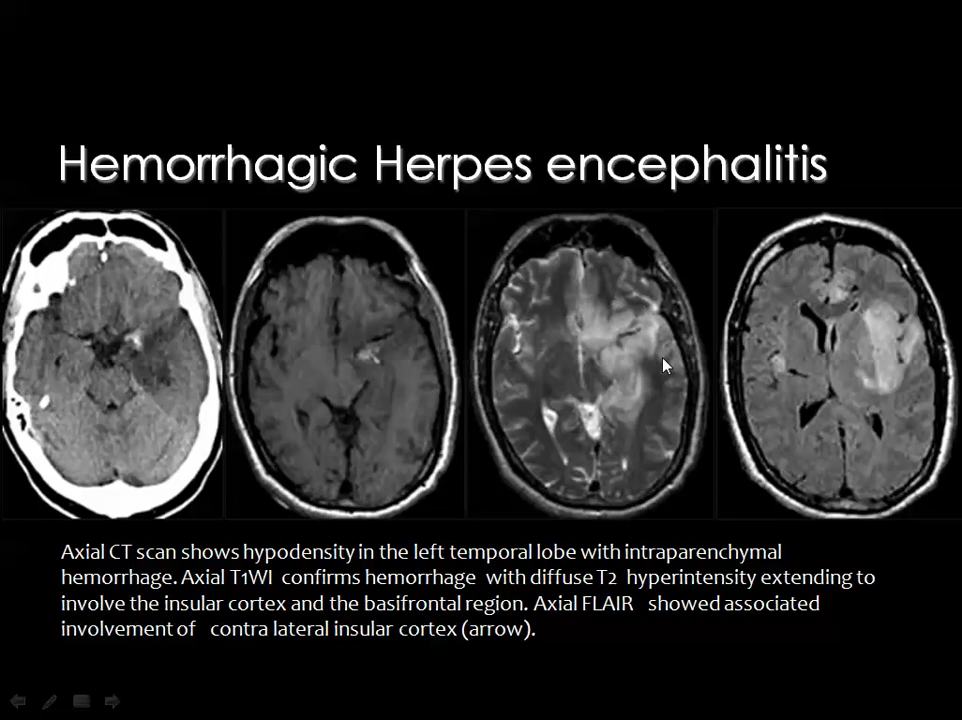 Hemorrhagic Herpes encephalitis
Axial CT scan shows hypodensity in the left temporal lobe with intraparenchymal
hemorrhage. Axial T1WI confirms hemorrhage with diffuse T2 hyperintensity extending to
involve the insular cortex and the basifrontal region. Axial FLAIR showed associated
involvement of contra lateral insular cortex (arrow).